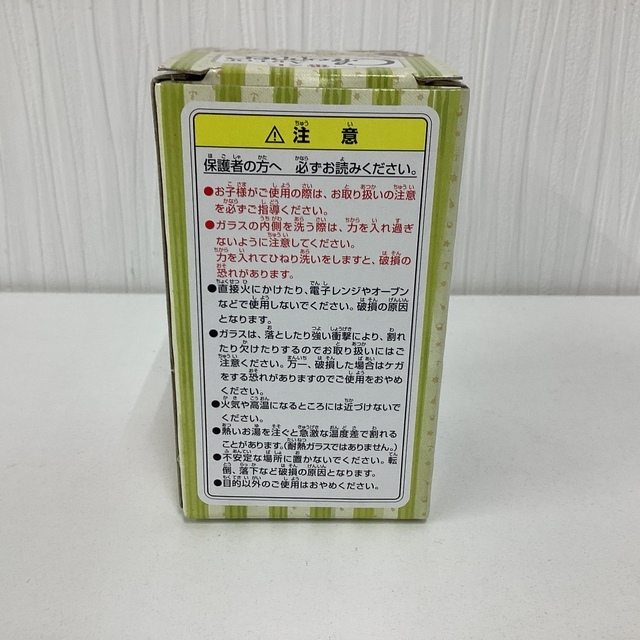 ⚠ 注意
保護者の方へ 必ずお読みください。
●お子様がご使用の際は、お取り扱いの注意
を必ずご指導ください。
●ガラスの内側を洗う際は、力を入れ過ぎ
ないように注意してください。
力を入れてひねり洗いをしますと、破損の
恐れがあります。
●直接火にかけたり、電子レンジやオーブン
などで使用しないでください。破損の原因
となります。
●ガラスは、落としたり強い衝撃により、割れ
たり欠けたりするのでお取り扱いにはご
注意ください。万一、破損した場合はケガ
をする恐れがありますのでご使用をおやめ
ください。
●火気や高温になるところには近づけないで
ください。
●熱いお湯を注ぐと急激な温度差で割れる
ことがあります。(耐熱ガラスではありません。)
●不安定な場所に置かないでください。転
倒、落下など破損の原因となります。
●目的以外のご使用はおやめください。